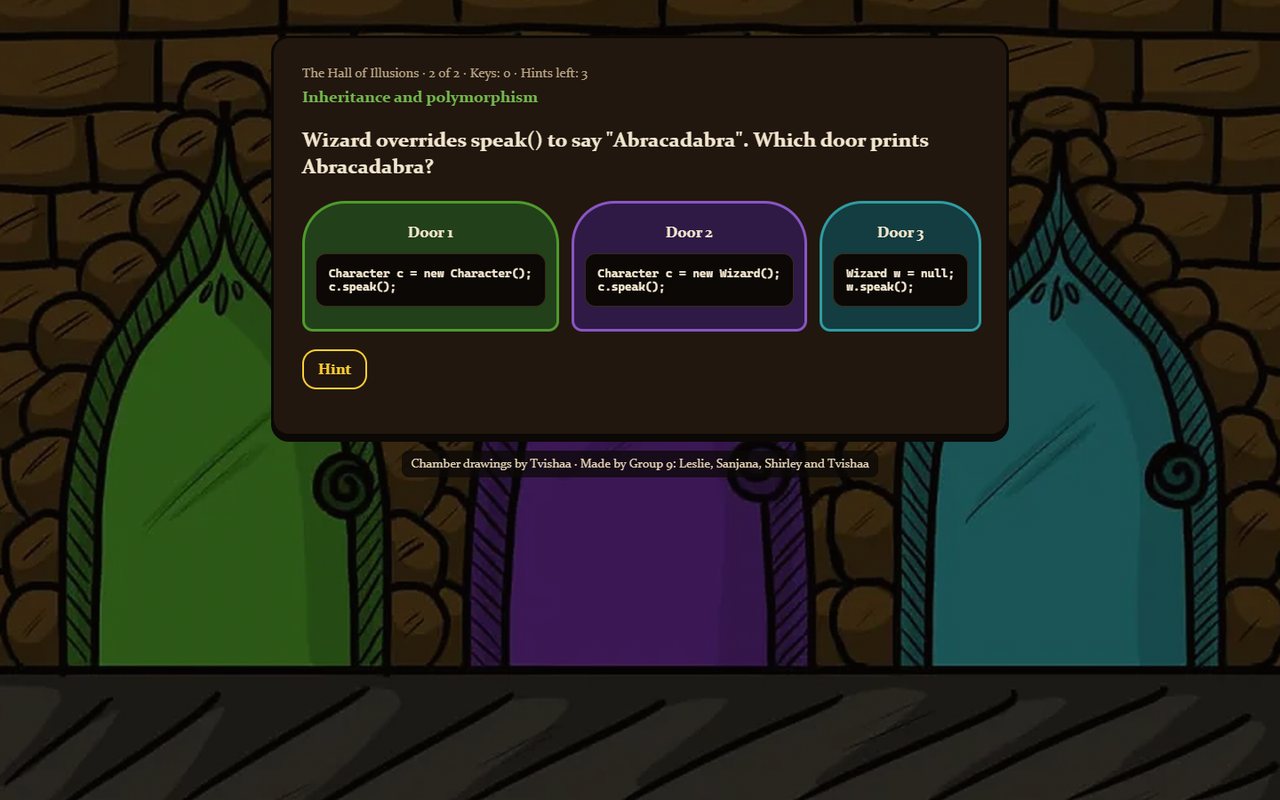 The Hall of Illusions · 2 of 2 · Keys: 0 · Hints left: 3
Inheritance and polymorphism
Wizard overrides speak() to say "Abracadabra". Which door prints
Abracadabra?
Door 1
Character c = new Character();
c.speak();
Door 2
Character c = new Wizard();
c.speak();
Door 3
Wizard w = null;
w.speak();
Hint
Chamber drawings by Tvishaa · Made by Group 9: Leslie, Sanjana, Shirley and Tvishaa